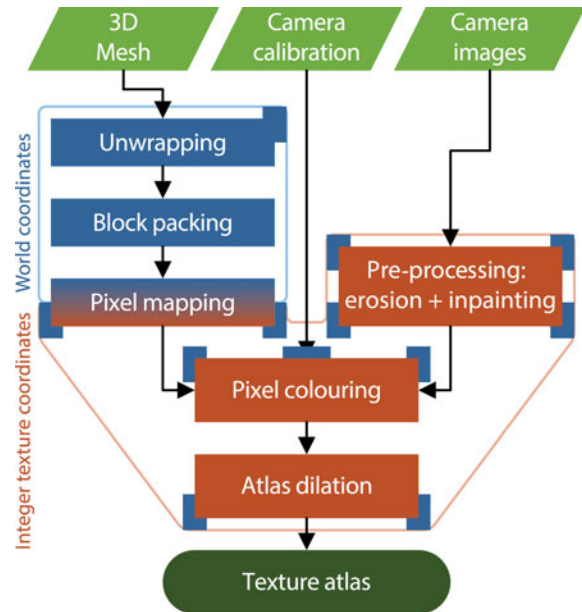 3D
Mesh
Camera
calibration
Camera
images
World coordinates
Unwrapping
Block packing
Pixel mapping
Pre-processing:
erosion + inpainting
Integer texture coordinates
Pixel colouring
Atlas dilation
Texture atlas